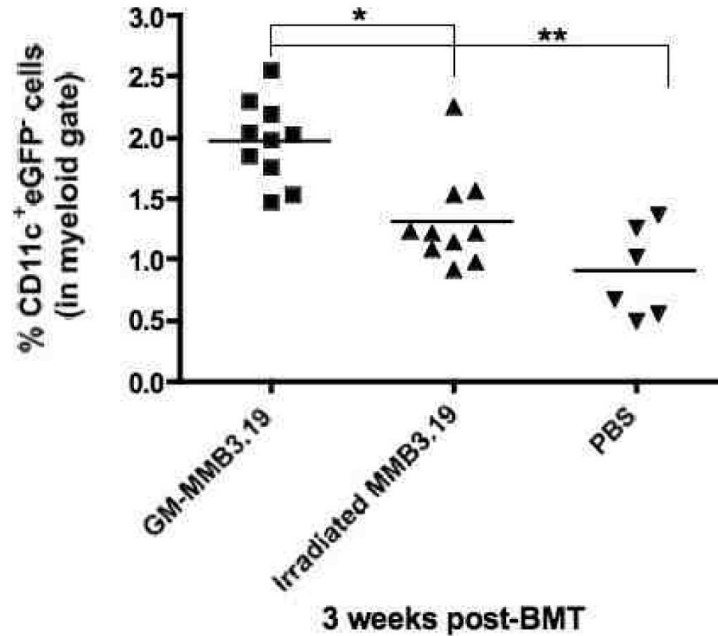 % CD11c⁺eGFP⁻ cells
(in myeloid gate)
*
**
3.0
2.5
2.0
1.5
1.0
0.5
0.0
GM-MMB3.19
Irradiated MMB3.19
PBS
3 weeks post-BMT